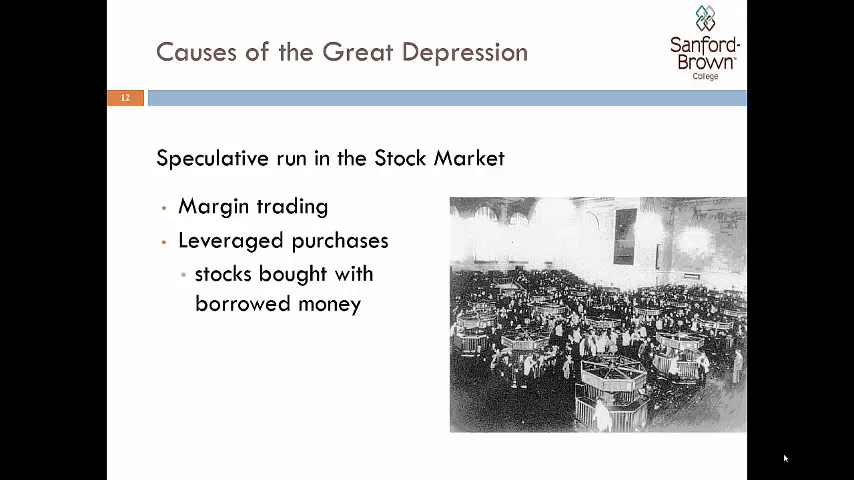 Causes of the Great Depression
Sanford-
Brown™
College
12
Speculative run in the Stock Market
• Margin trading
• Leveraged purchases
• stocks bought with
borrowed money